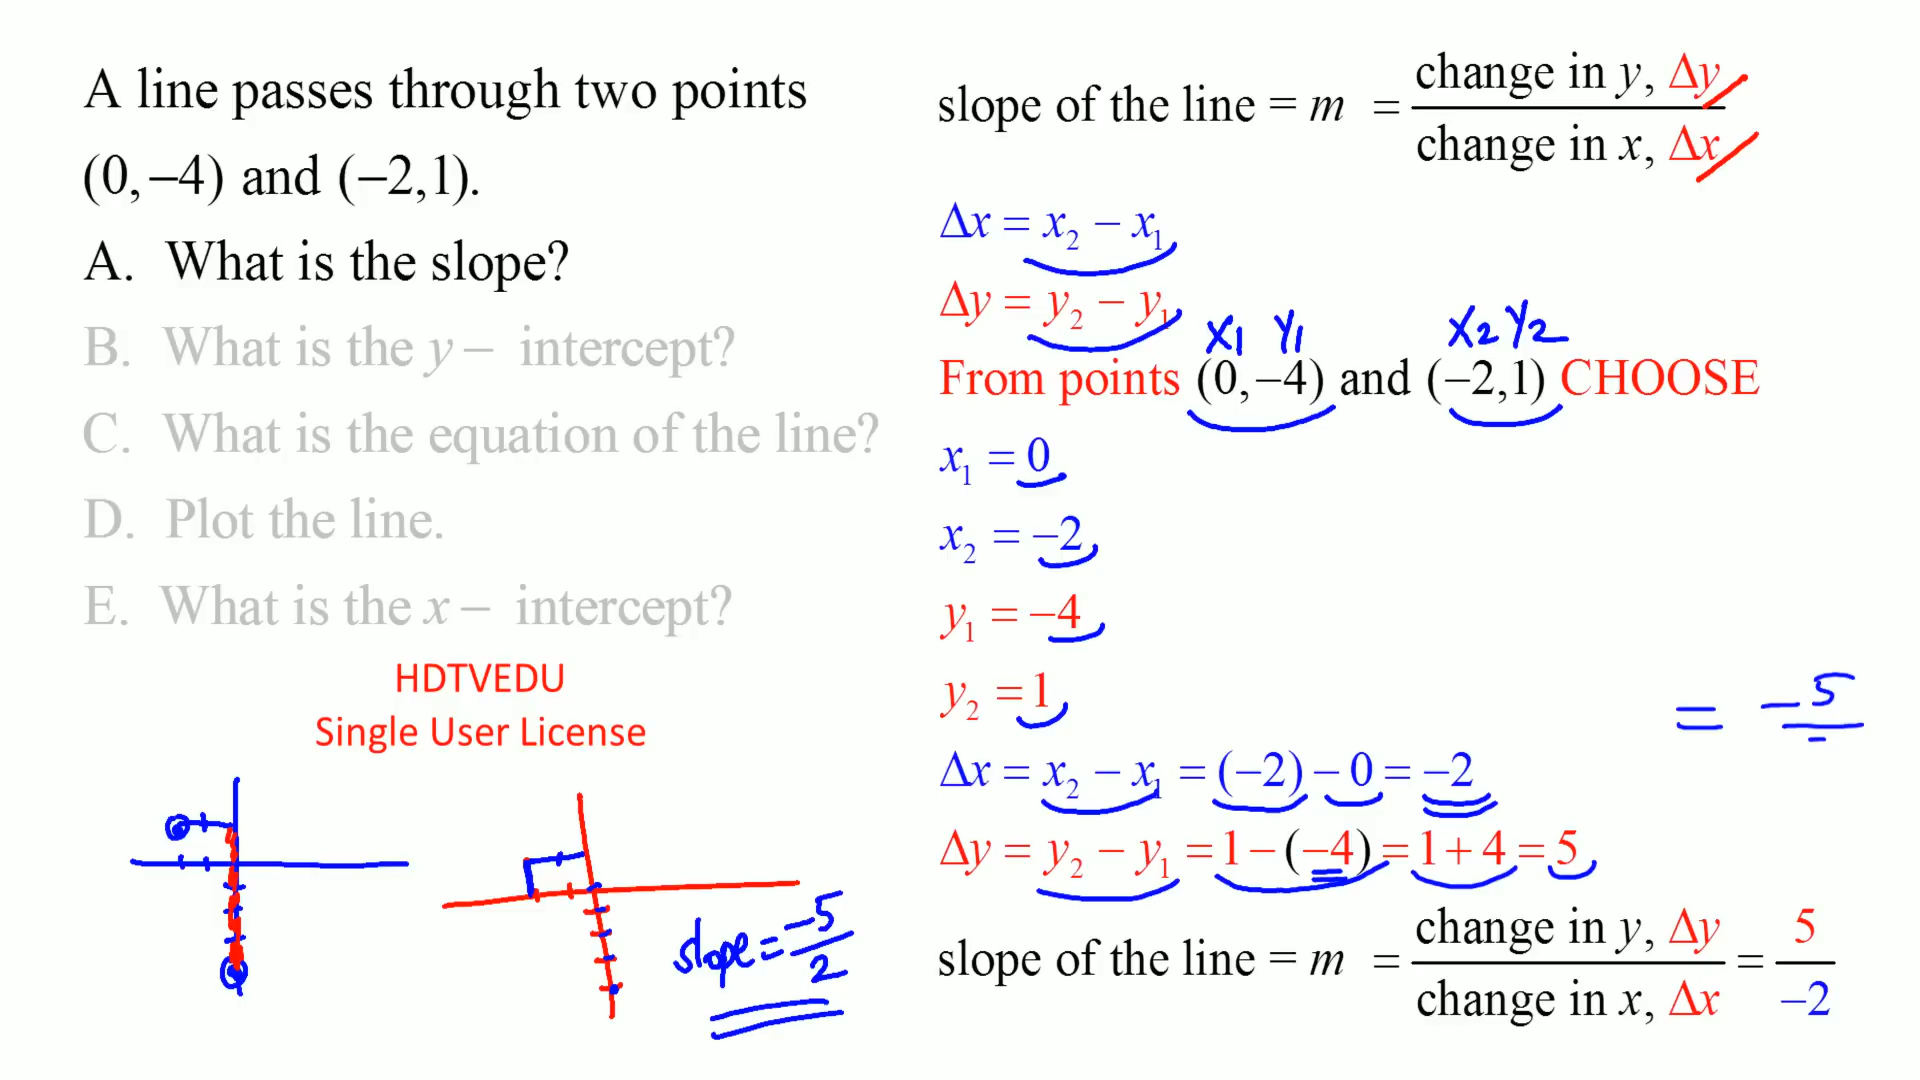 A line passes through two points
(0, −4) and (−2,1).
A. What is the slope?
B. What is the y − intercept?
C. What is the equation of the line?
D. Plot the line.
E. What is the x − intercept?
HDTVEDU
Single User License
slope = -5/2
slope of the line = m = change in y, Δy / change in x, Δx
Δx = x₂ − x₁
Δy = y₂ − y₁
X1 Y1 X2 Y2
From points (0, −4) and (−2,1) CHOOSE
x₁ = 0
x₂ = −2
y₁ = −4
y₂ = 1
= -5
Δx = x₂ − x₁ = (−2) − 0 = −2
Δy = y₂ − y₁ = 1 − (−4) = 1 + 4 = 5
slope of the line = m = change in y, Δy / change in x, Δx = 5 / −2